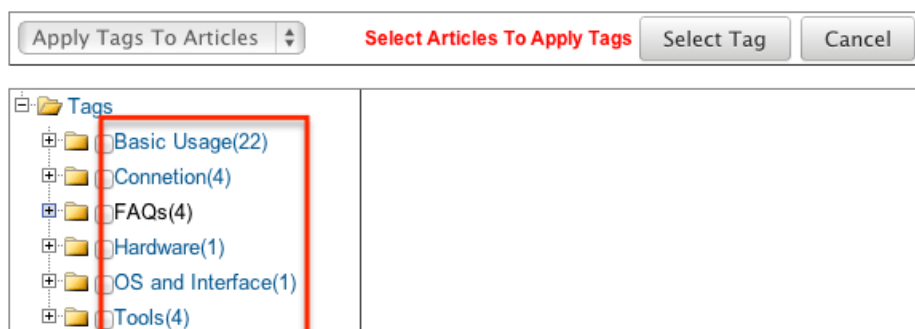 Apply Tags To Articles Select Articles To Apply Tags Select Tag Cancel
Tags
Basic Usage(22)
Connetion(4)
FAQs(4)
Hardware(1)
OS and Interface(1)
Tools(4)